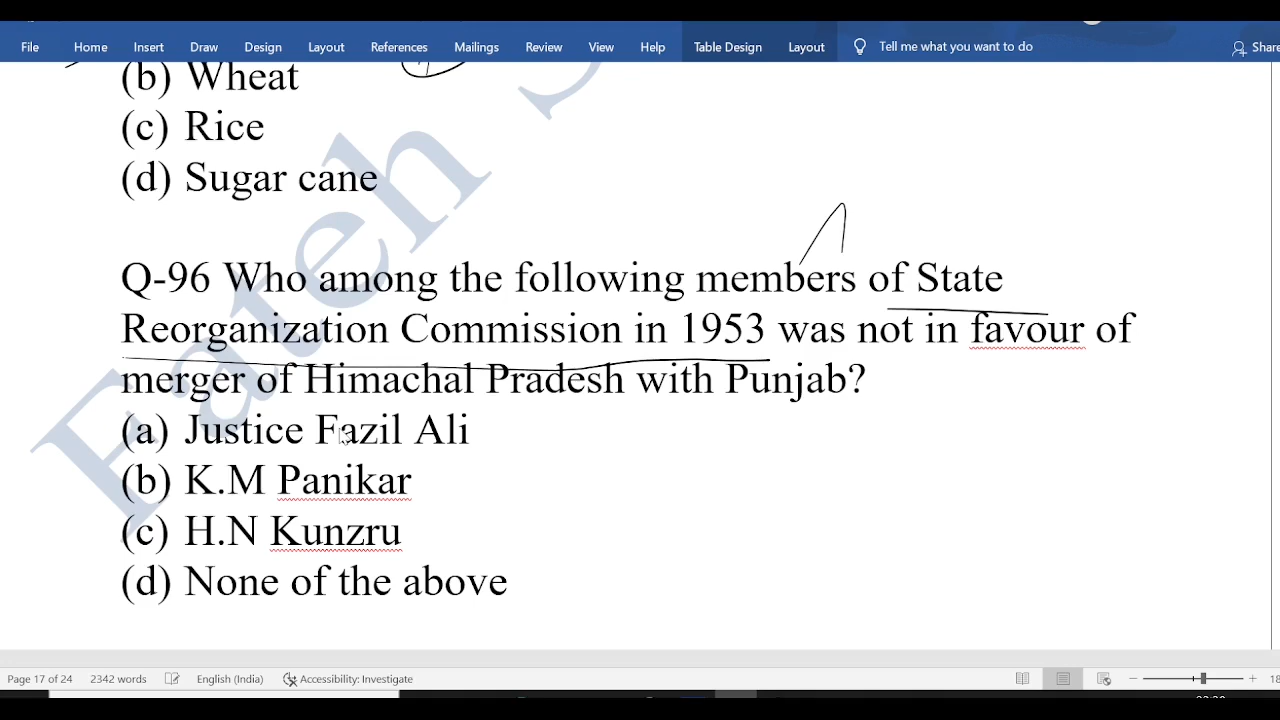 File Home Insert Draw Design Layout References Mailings Review View Help Table Design Layout Tell me what you want to do Share
(b) Wheat
(c) Rice
(d) Sugar cane
Q-96 Who among the following members of State
Reorganization Commission in 1953 was not in favour of
merger of Himachal Pradesh with Punjab?
(a) Justice Fazil Ali
(b) K.M Panikar
(c) H.N Kunzru
(d) None of the above
Fateh
Page 17 of 24 2342 words English (India) Accessibility: Investigate